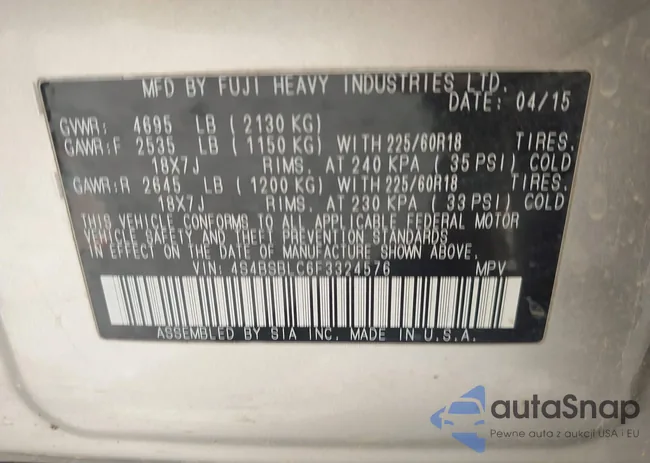 MFD BY FUJI HEAVY INDUSTRIES LTD.
DATE: 04/15
GVWR: 4695 LB ( 2130 KG)
GAWR:F 2535 LB ( 1150 KG) WITH 225/60R18 TIRES.
18X7J RIMS. AT 240 KPA ( 35 PSI) COLD
GAWR:R 2645 LB ( 1200 KG) WITH 225/60R18 TIRES.
18X7J RIMS. AT 230 KPA ( 33 PSI) COLD
THIS VEHICLE CONFORMS TO ALL APPLICABLE FEDERAL MOTOR
VEHICLE SAFETY AND THEFT PREVENTION STANDARDS
IN EFFECT ON THE DATE OF MANUFACTURE SHOWN ABOVE.
VIN: 4S4BSBLC6F3324576 MPV
ASSEMBLED BY SIA INC. MADE IN U.S.A.
autaSnap
Pewne auta z aukcji USA · EU